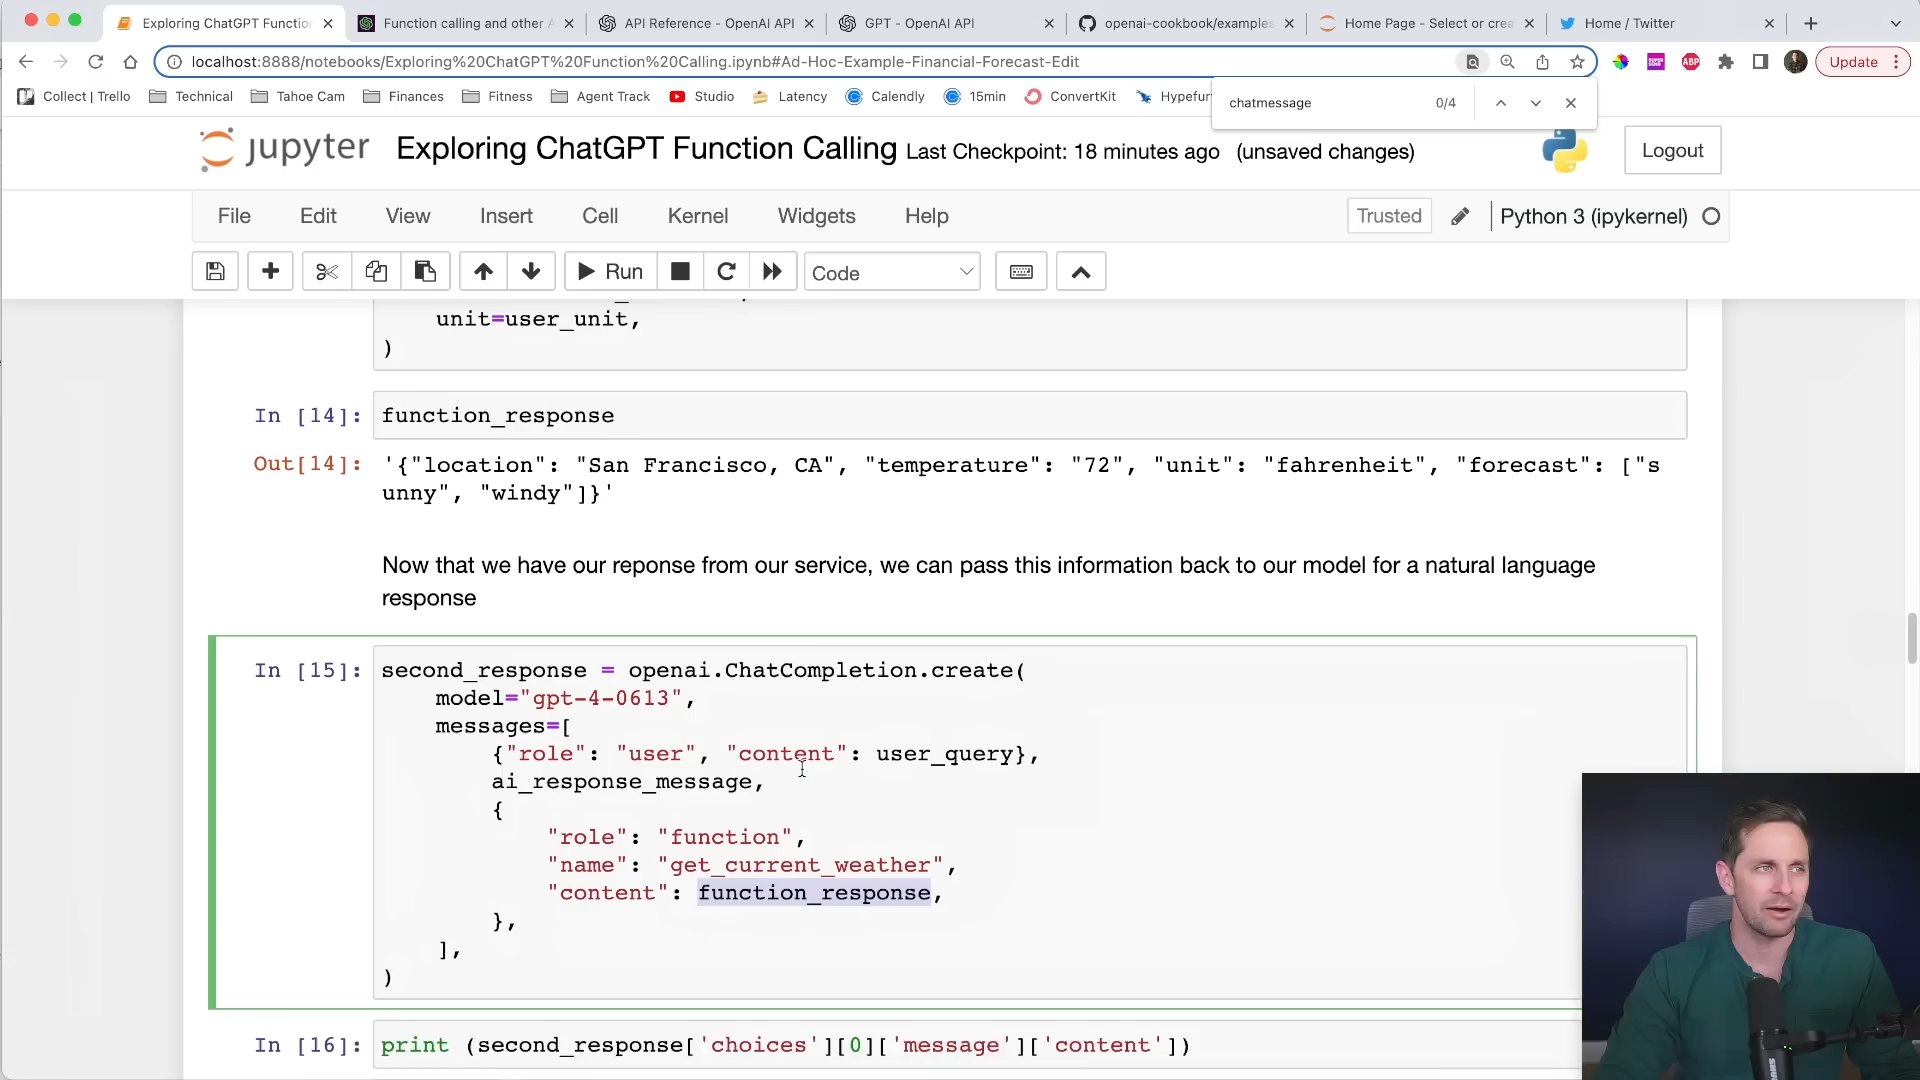 Exploring ChatGPT Functio
Function calling and other A
API Reference - OpenAI API
GPT - OpenAI API
openai-cookbook/examples
Home Page - Select or crea
Home / Twitter
localhost:8888/notebooks/Exploring%20ChatGPT%20Function%20Calling.ipynb#Ad-Hoc-Example-Financial-Forecast-Edit
ABP
Update
Collect | Trello
Technical
Tahoe Cam
Finances
Fitness
Agent Track
Studio
Latency
Calendly
15min
ConvertKit
Hypefur
chatmessage
0/4
jupyter
Exploring ChatGPT Function Calling
Last Checkpoint: 18 minutes ago (unsaved changes)
Logout
File
Edit
View
Insert
Cell
Kernel
Widgets
Help
Trusted
Python 3 (ipykernel)
Run
Code
unit=user_unit,
)
In [14]:
function_response
Out[14]:
'{"location": "San Francisco, CA", "temperature": "72", "unit": "fahrenheit", "forecast": ["s
unny", "windy"]}'
Now that we have our reponse from our service, we can pass this information back to our model for a natural language
response
In [15]:
second_response = openai.ChatCompletion.create(
model="gpt-4-0613",
messages=[
{"role": "user", "content": user_query},
ai_response_message,
{
"role": "function",
"name": "get_current_weather",
"content": function_response,
},
],
)
In [16]:
print (second_response['choices'][0]['message']['content'])